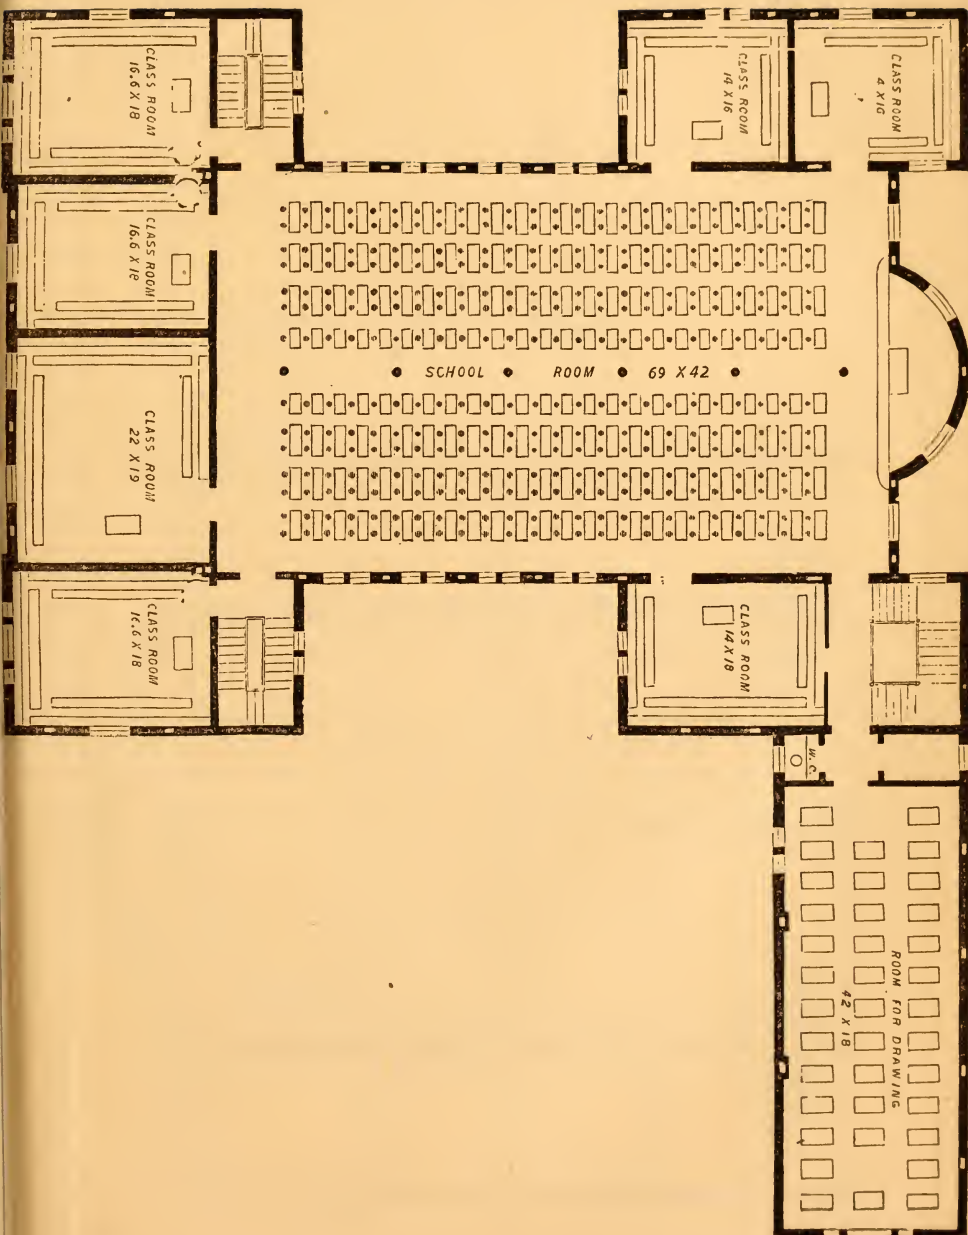 CLASS ROOM
16.6 X 18
CLASS ROOM
14 X 16
CLASS ROOM
4 X 16
CLASS ROOM
16.6 X 18
SCHOOL ROOM 69 X 42
CLASS ROOM
22 X 19
CLASS ROOM
16.6 X 18
CLASS ROOM
14 X 18
W.C.
ROOM FOR DRAWING
42 X 18